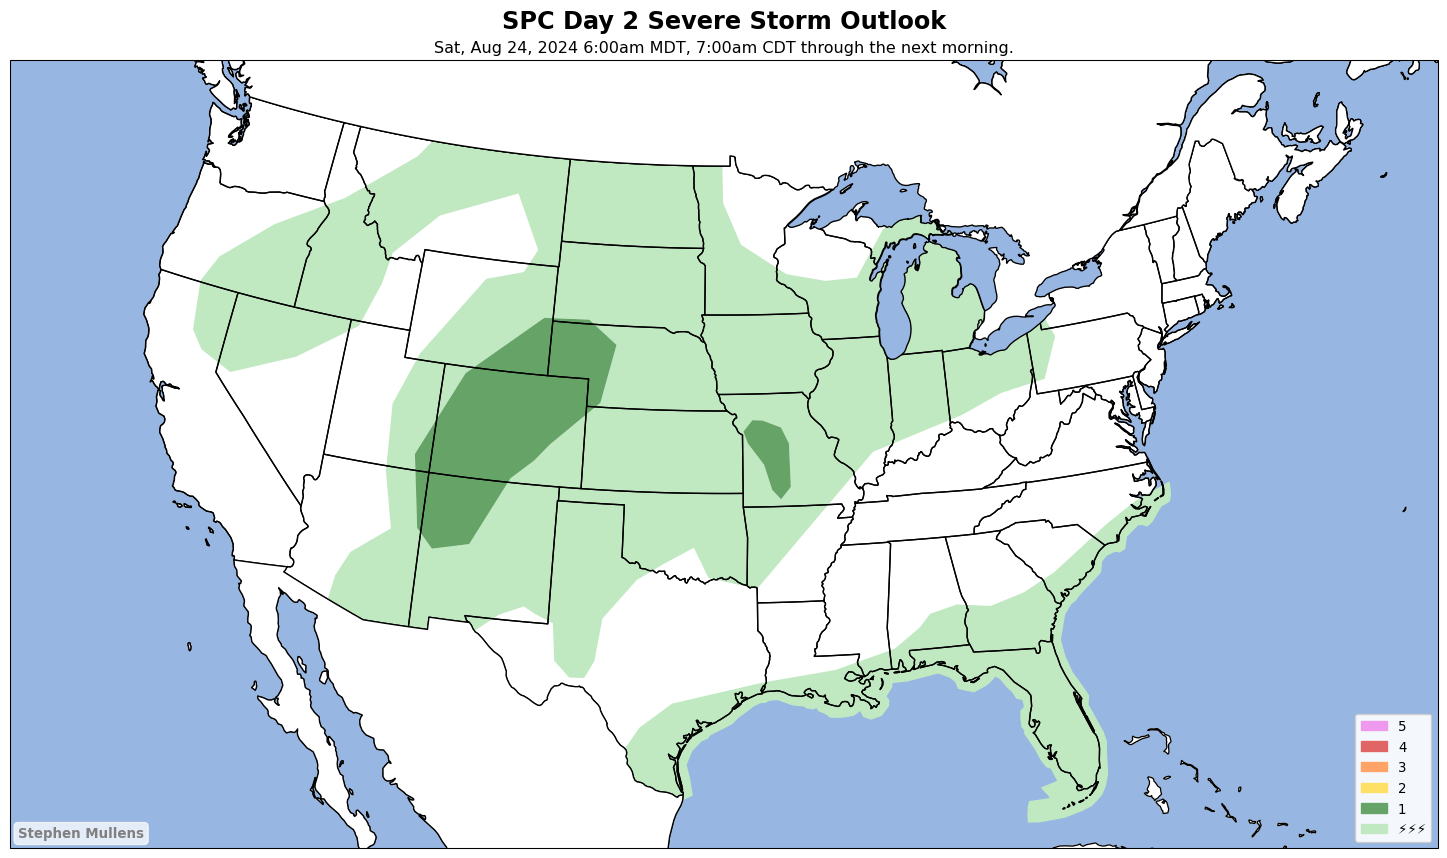 SPC Day 2 Severe Storm Outlook
Sat, Aug 24, 2024 6:00am MDT, 7:00am CDT through the next morning.
5
4
3
2
1
⚡⚡⚡
Stephen Mullens